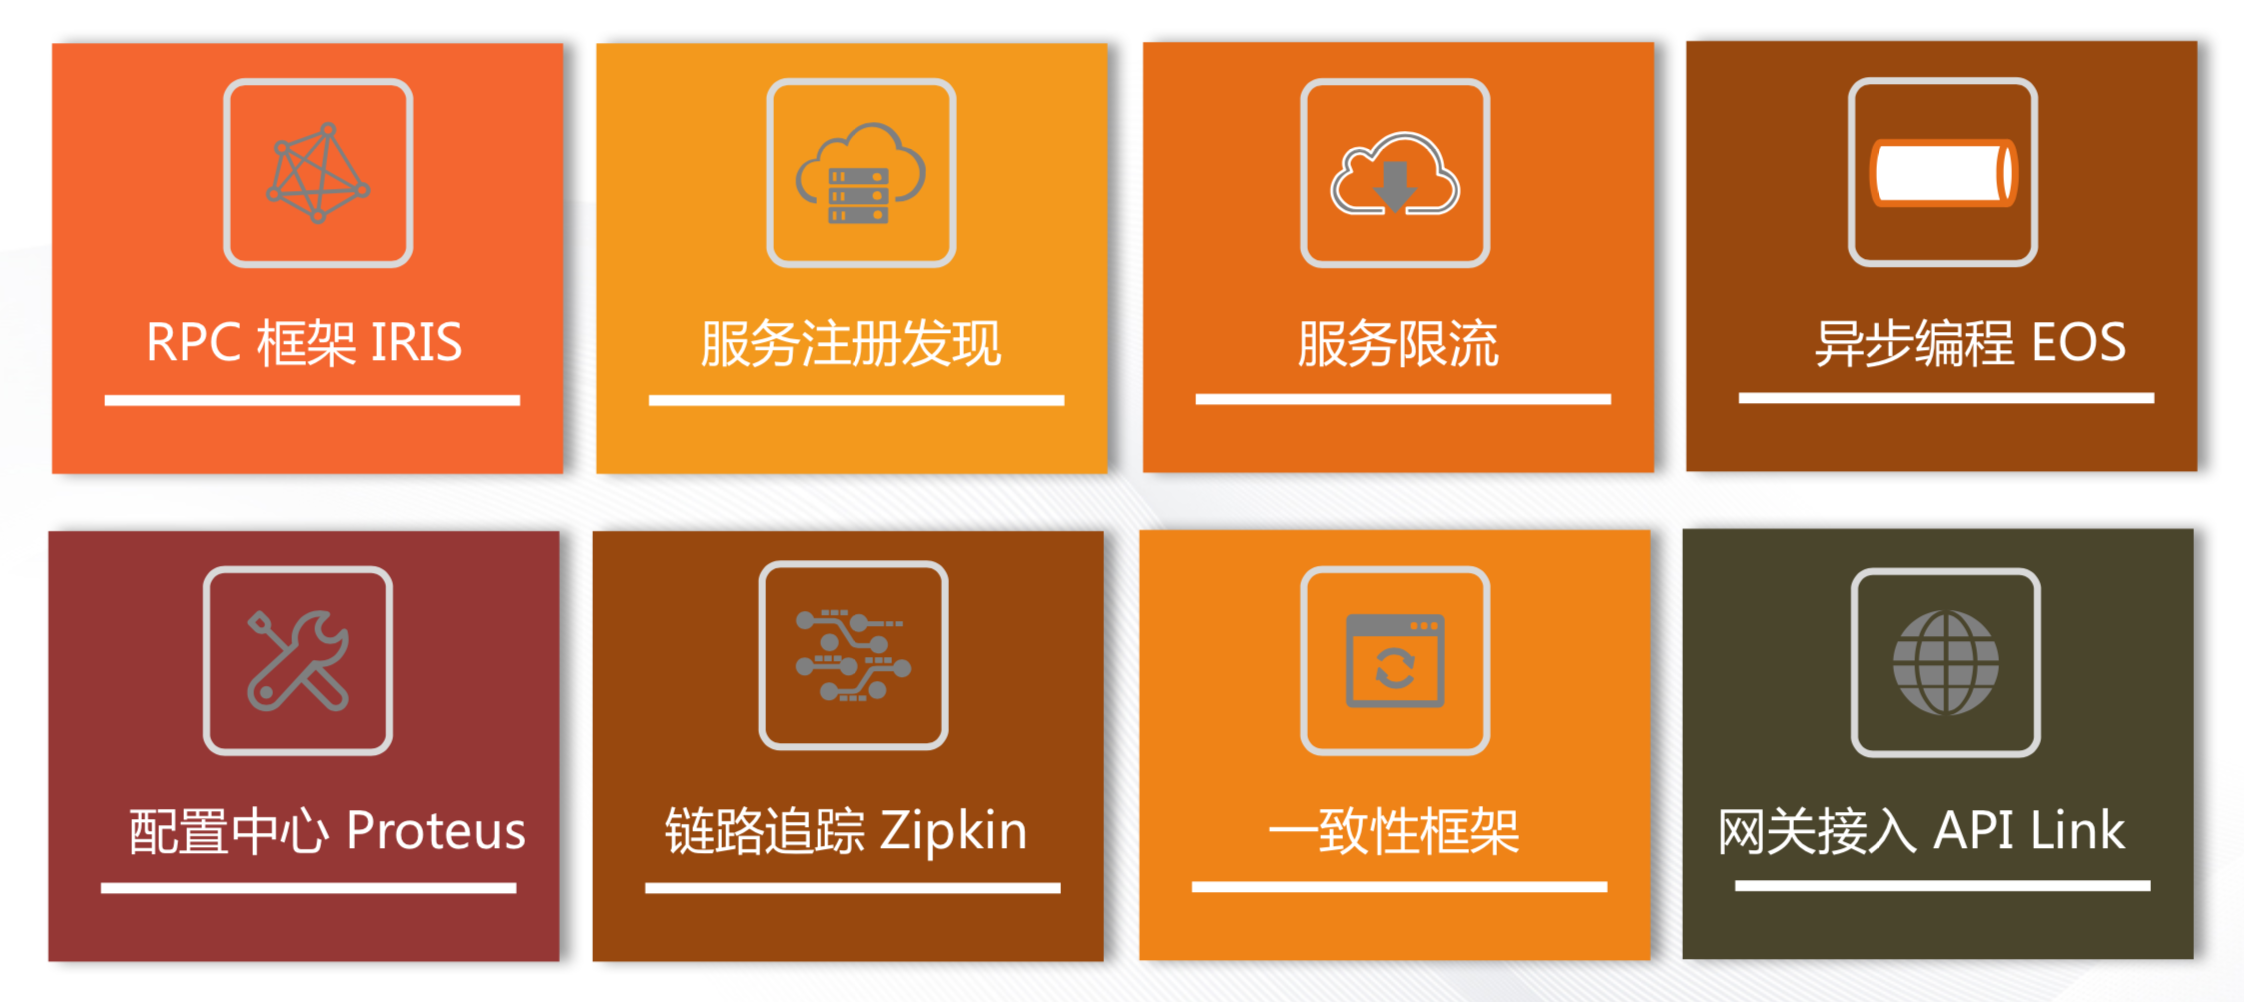 RPC 框架 IRIS
服务注册发现
服务限流
异步编程 EOS
配置中心 Proteus
链路追踪 Zipkin
一致性框架
网关接入 API Link